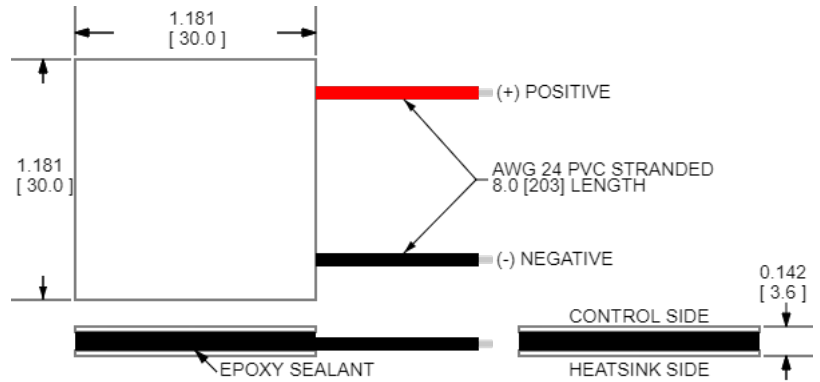 1.181
[ 30.0 ]
(+) POSITIVE
1.181
[ 30.0 ]
AWG 24 PVC STRANDED
8.0 [203] LENGTH
(-) NEGATIVE
0.142
[ 3.6 ]
CONTROL SIDE
EPOXY SEALANT
HEATSINK SIDE